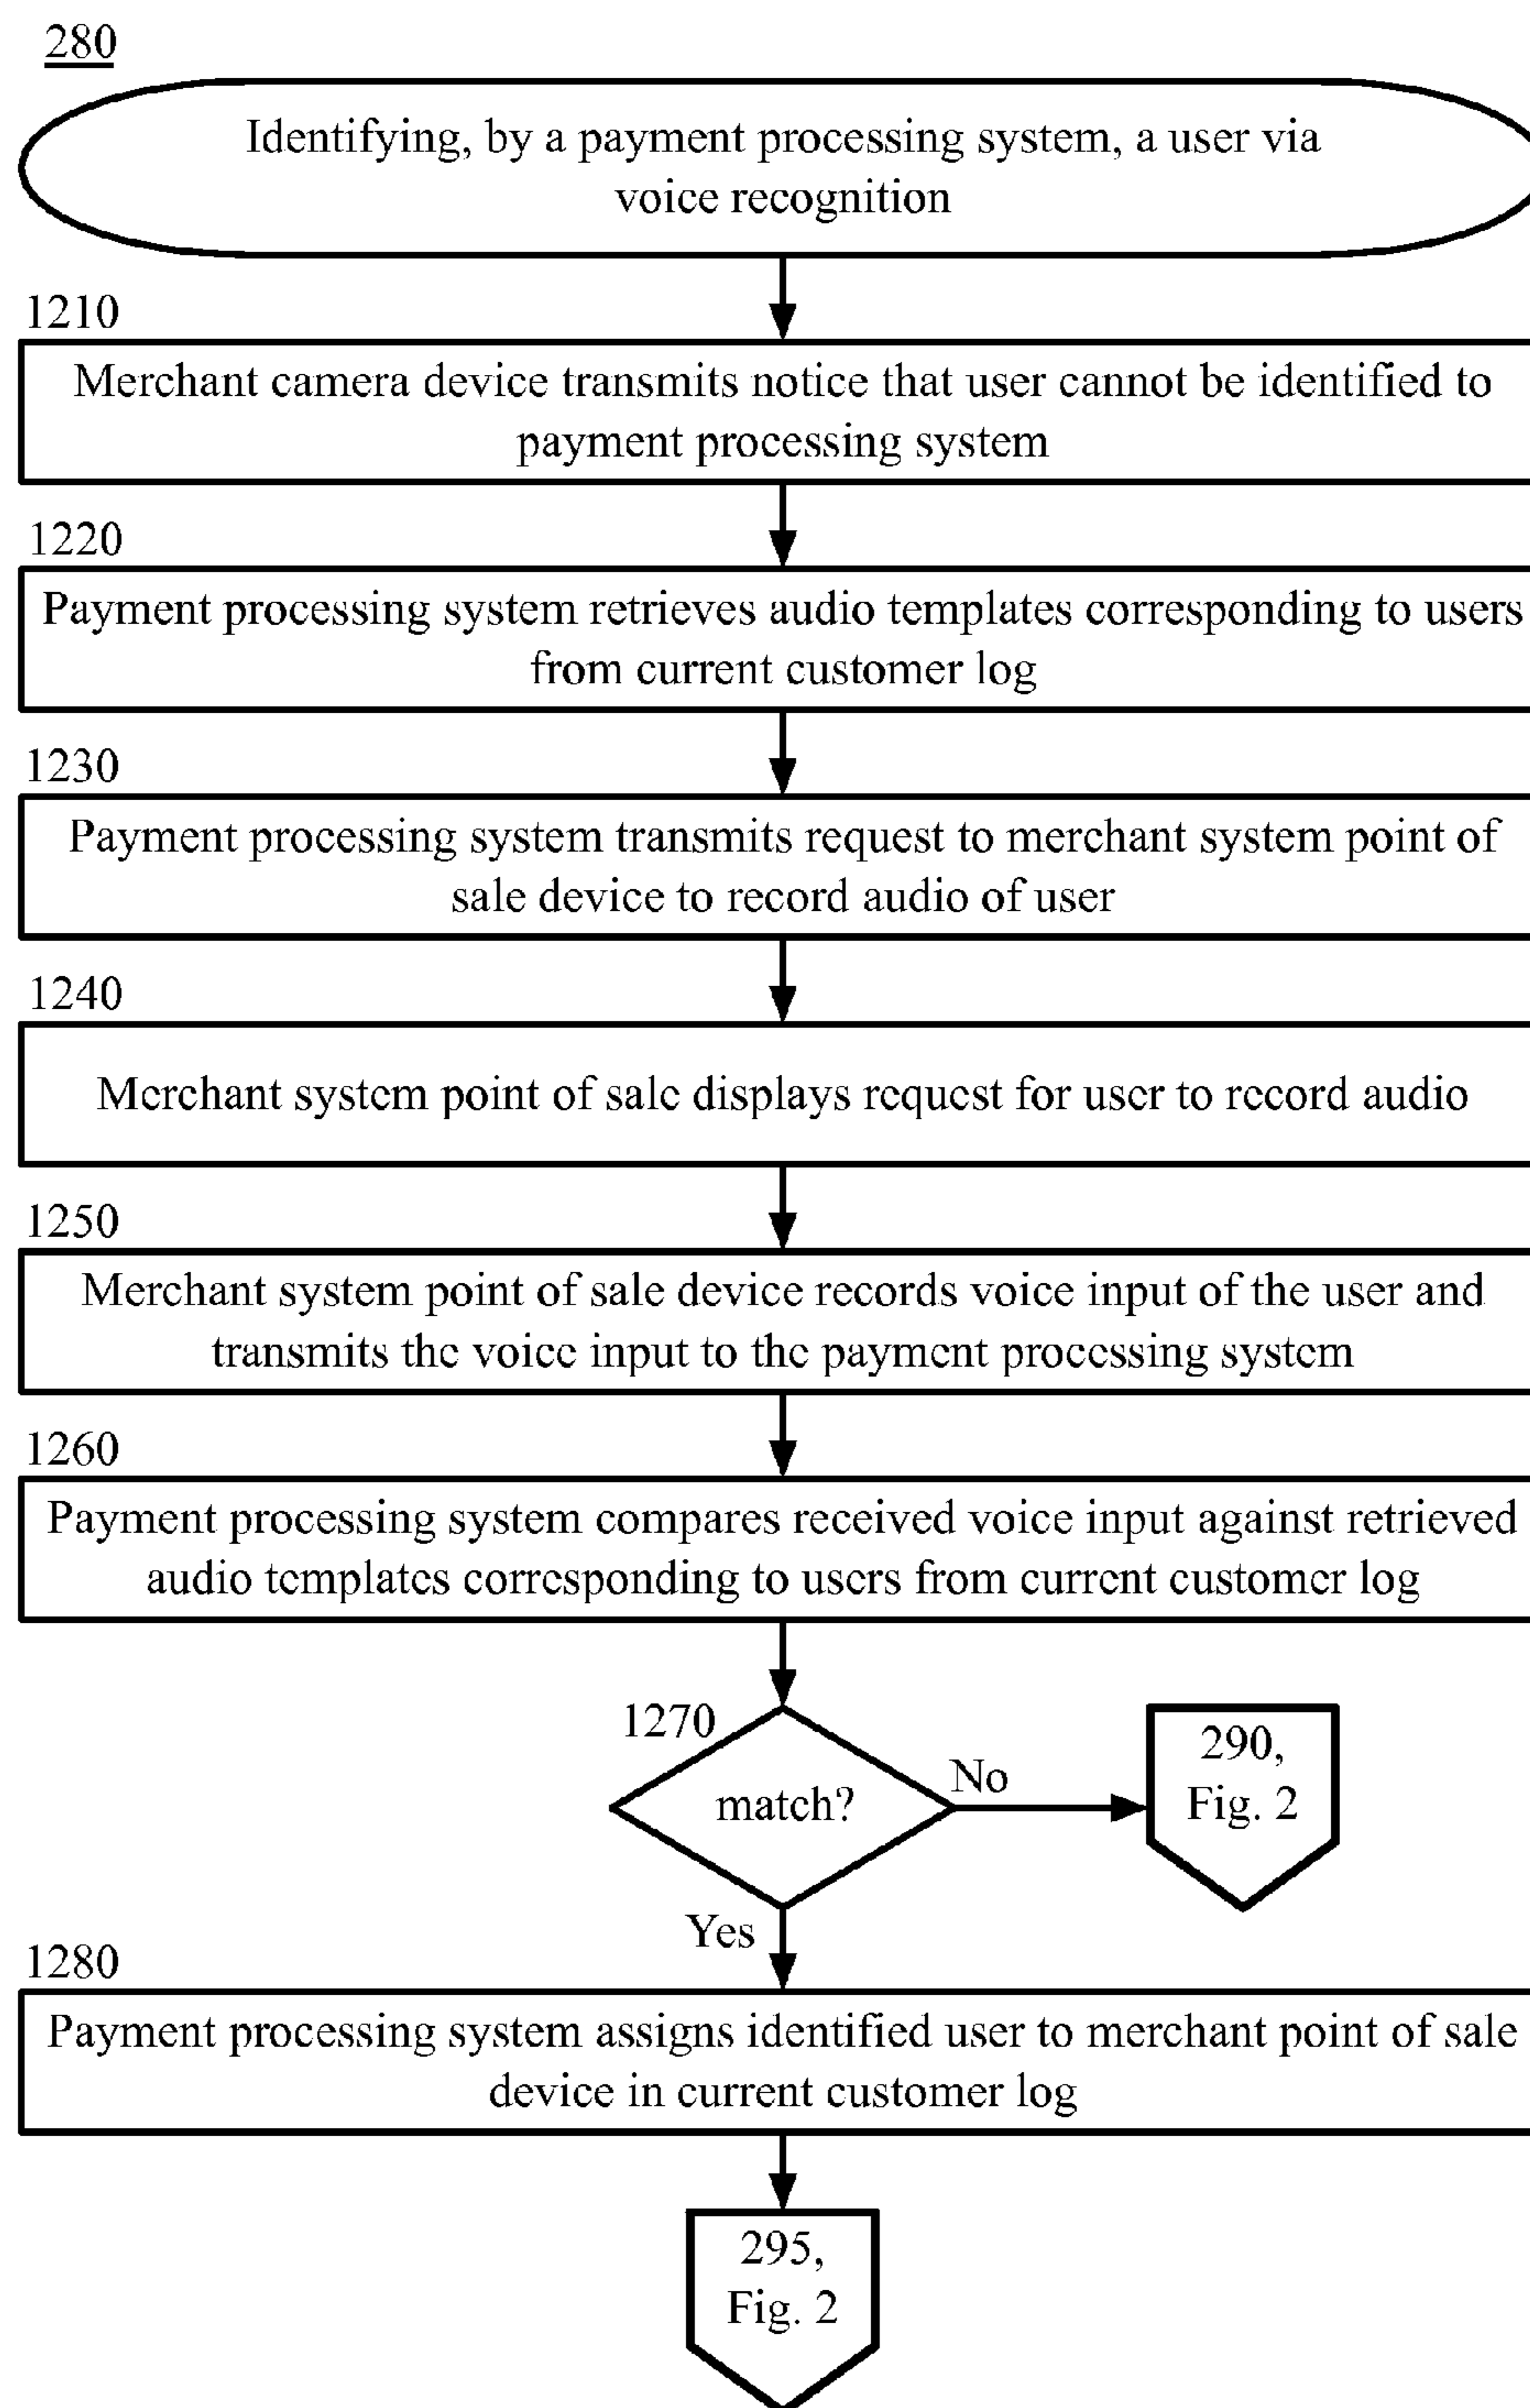 280
Identifying, by a payment processing system, a user via
voice recognition
1210
Merchant camera device transmits notice that user cannot be identified to
payment processing system
1220
Payment processing system retrieves audio templates corresponding to users
from current customer log
1230
Payment processing system transmits request to merchant system point of
sale device to record audio of user
1240
Merchant system point of sale displays request for user to record audio
1250
Merchant system point of sale device records voice input of the user and
transmits the voice input to the payment processing system
1260
Payment processing system compares received voice input against retrieved
audio templates corresponding to users from current customer log
1270
match?
No
290,
Fig. 2
Yes
1280
Payment processing system assigns identified user to merchant point of sale
device in current customer log
295,
Fig. 2